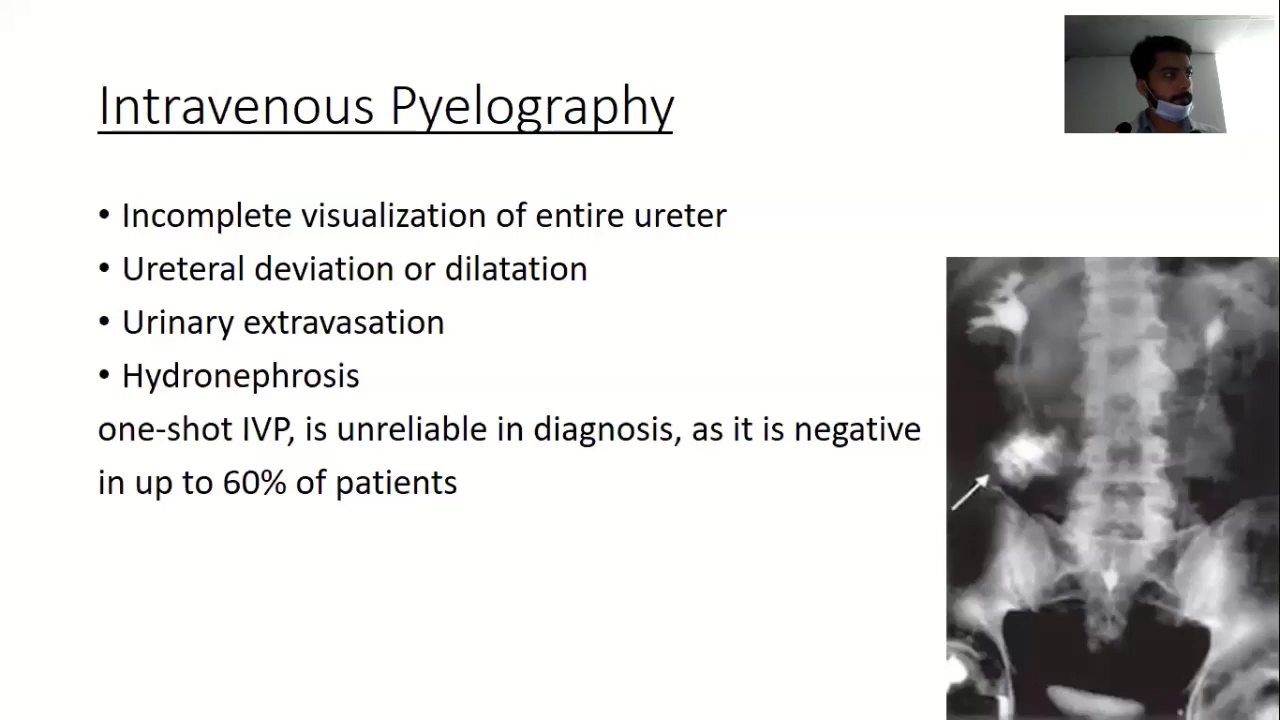 Intravenous Pyelography
• Incomplete visualization of entire ureter
• Ureteral deviation or dilatation
• Urinary extravasation
• Hydronephrosis
one-shot IVP, is unreliable in diagnosis, as it is negative
in up to 60% of patients